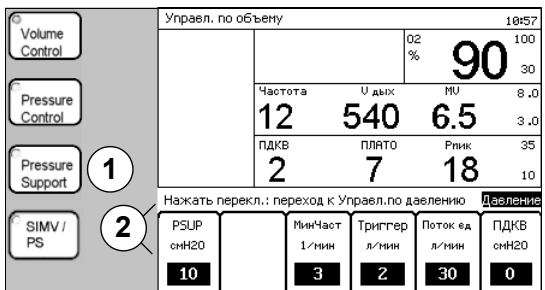 Volume
Control
Pressure
Control
Pressure
Support
SIMV /
PS
1
2
Управл. по объему 10:57
O2
%
90
100
30
Частота V дых MV 8.0
12 540 6.5 3.0
ПДКВ ПЛАТО Рпик 35
2 7 18 10
Нажать перекл.: переход к Управл.по давлению Давление
PSUP МинЧаст Триггер Поток ед ПДКВ
смH2O 1/мин л/мин л/мин смH2O
10 3 2 30 0